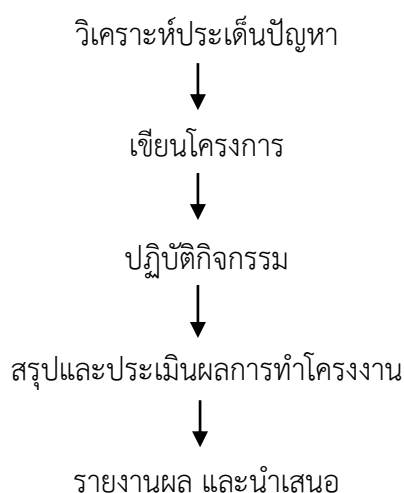 วิเคราะห์ประเด็นปัญหา
เขียนโครงการ
ปฏิบัติกิจกรรม
สรุปและประเมินผลการทำโครงงาน
รายงานผล และนำเสนอ